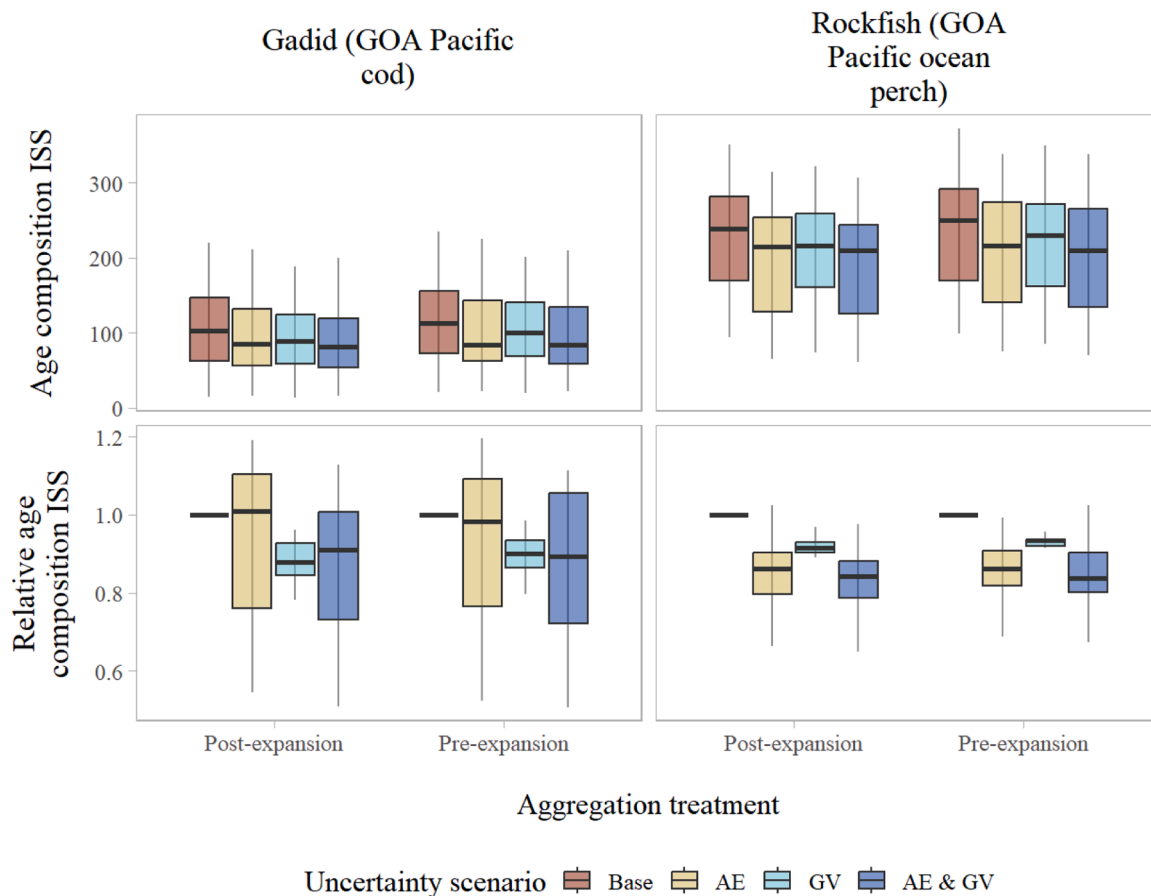 Gadid (GOA Pacific
cod)
Rockfish (GOA
Pacific ocean
perch)
Age composition ISS
300
200
100
0
Relative age
composition ISS
1.2
1.0
0.8
0.6
Post-expansion
Pre-expansion
Post-expansion
Pre-expansion
Aggregation treatment
Uncertainty scenario
Base
AE
GV
AE & GV